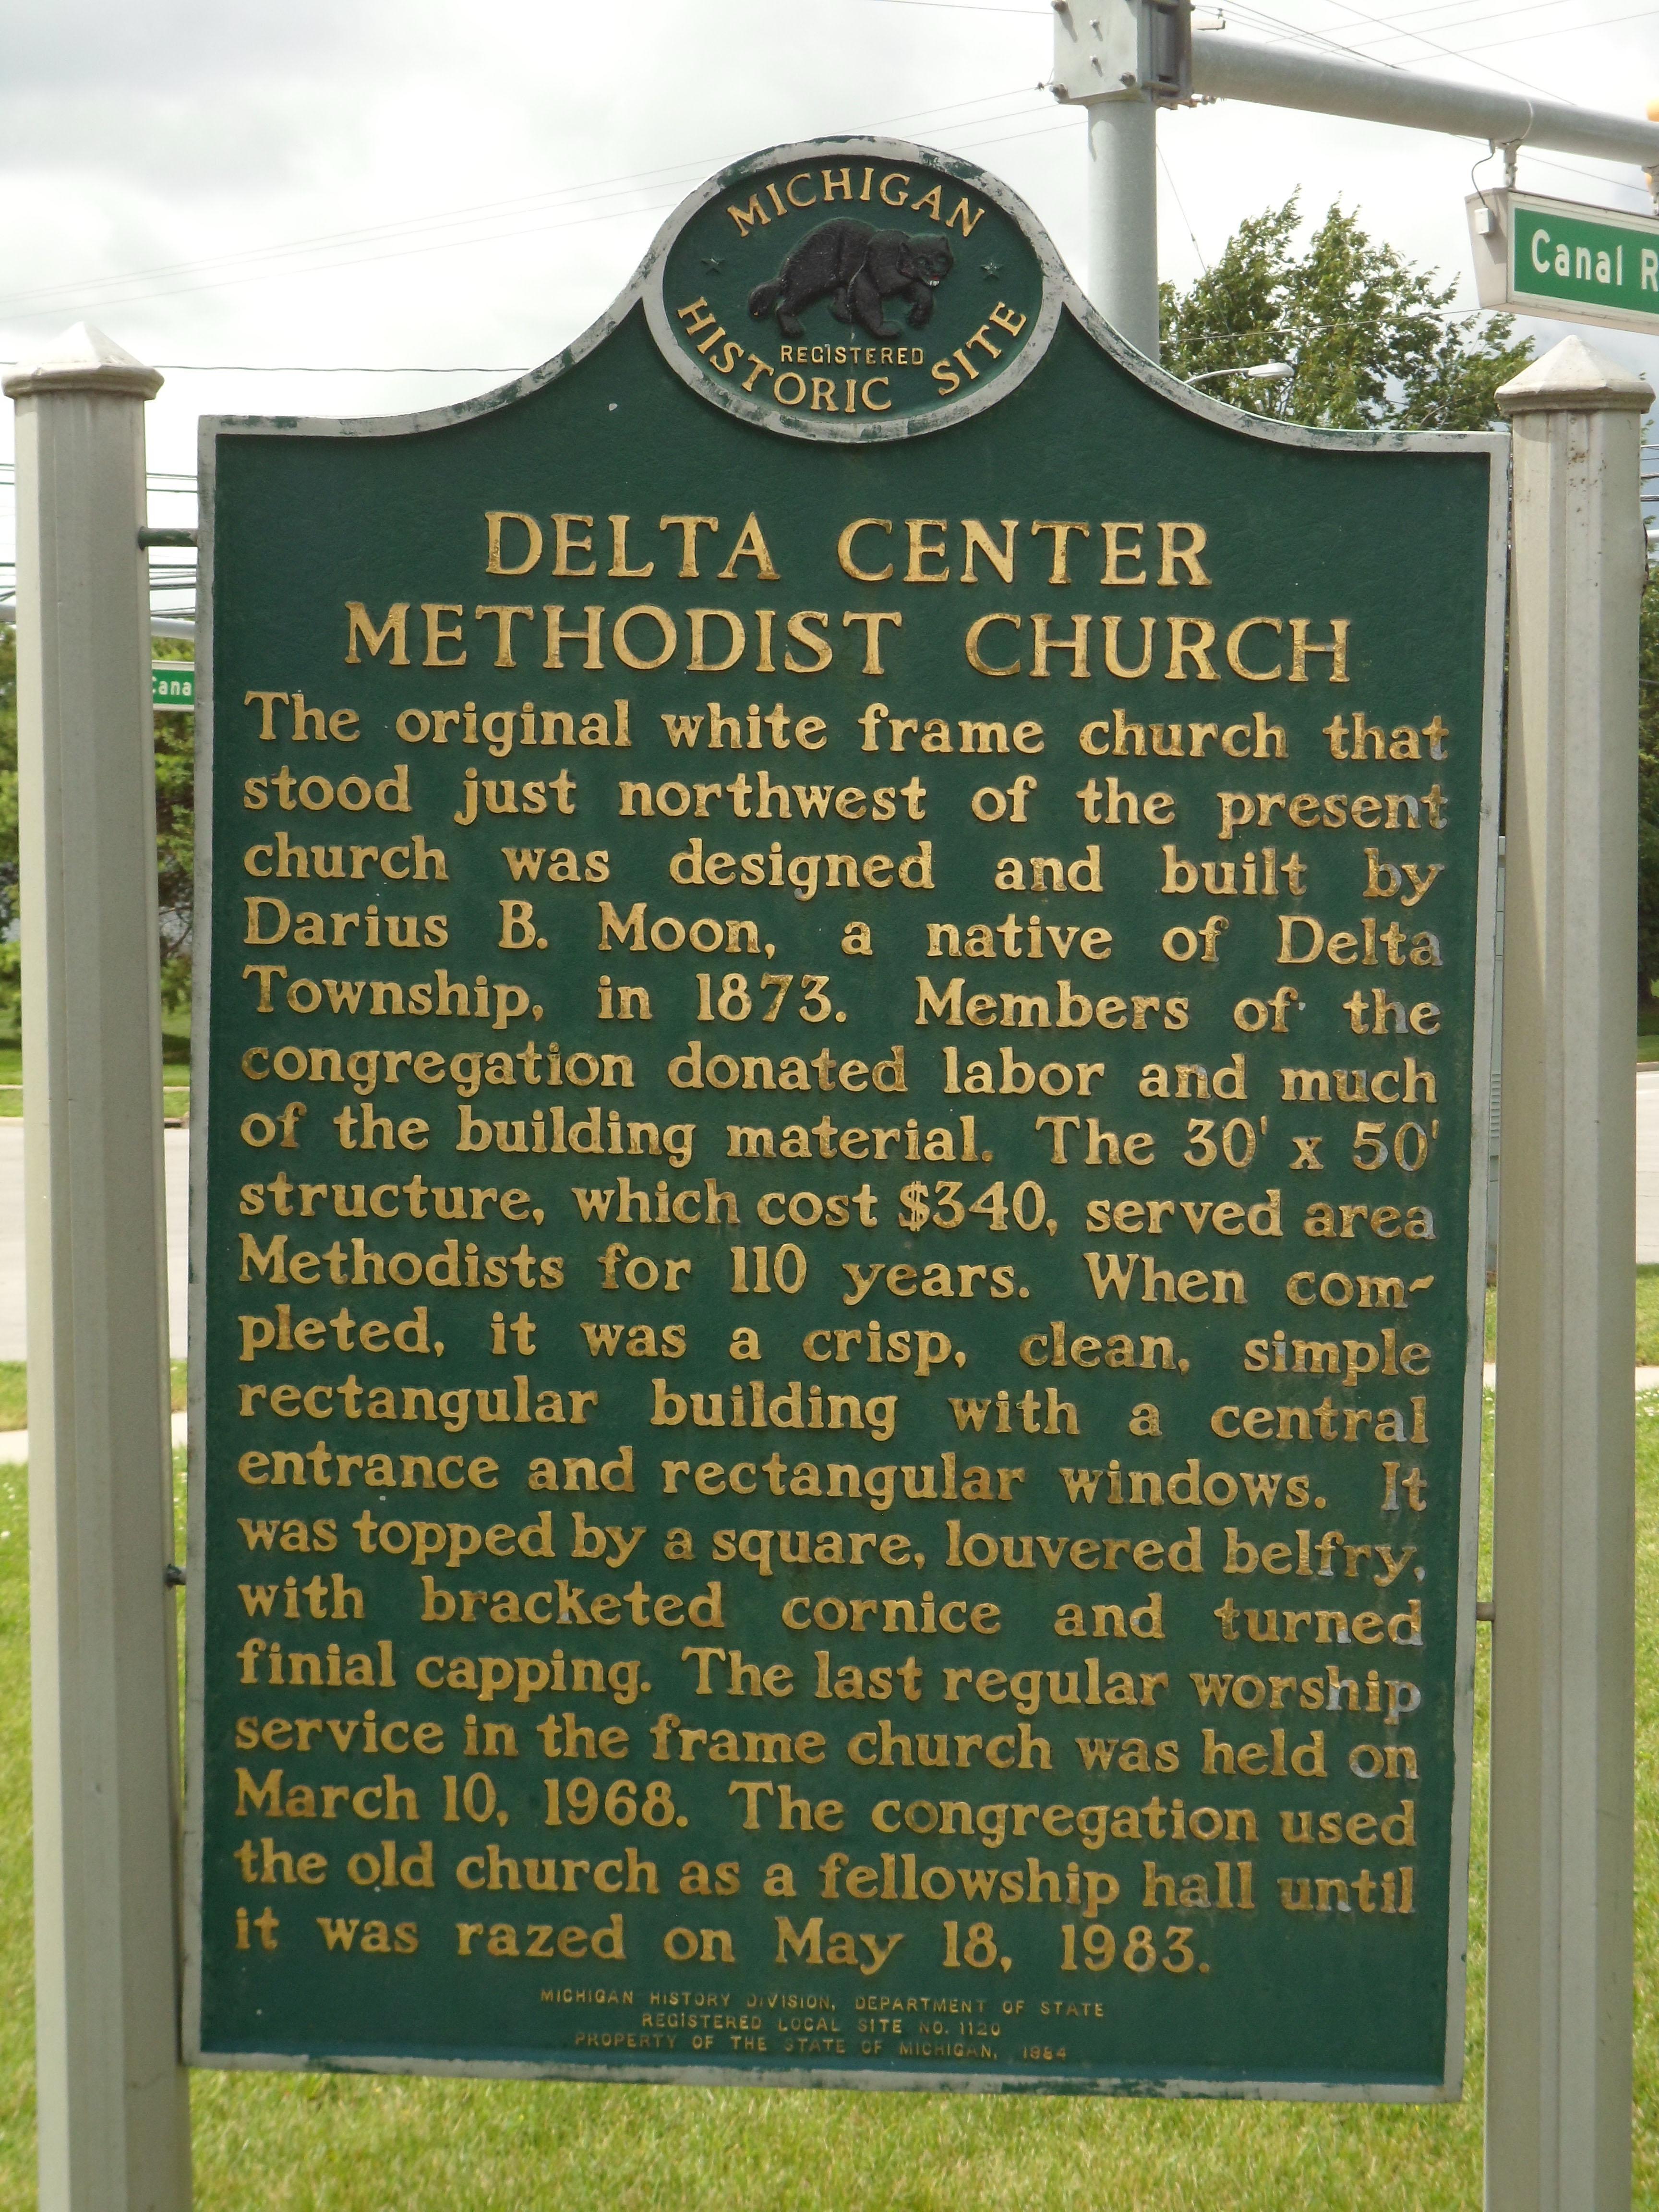 MICHIGAN
REGISTERED
HISTORIC SITE
Canal R
Cana
DELTA CENTER
METHODIST CHURCH
The original white frame church that
stood just northwest of the present
church was designed and built by
Darius B. Moon, a native of Delta
Township, in 1873. Members of the
congregation donated labor and much
of the building material. The 30' x 50'
structure, which cost $340, served area
Methodists for 110 years. When com-
pleted, it was a crisp, clean, simple
rectangular building with a central
entrance and rectangular windows. It
was topped by a square, louvered belfry,
with bracketed cornice and turned
finial capping. The last regular worship
service in the frame church was held on
March 10, 1968. The congregation used
the old church as a fellowship hall until
it was razed on May 18, 1983.
MICHIGAN HISTORY DIVISION, DEPARTMENT OF STATE
REGISTERED LOCAL SITE NO. 1120
PROPERTY OF THE STATE OF MICHIGAN, 1984